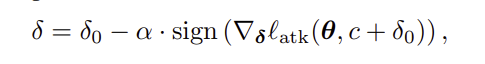 δ = δ₀ − α · sign (∇_δ ℓ_atk(θ, c + δ₀)) ,